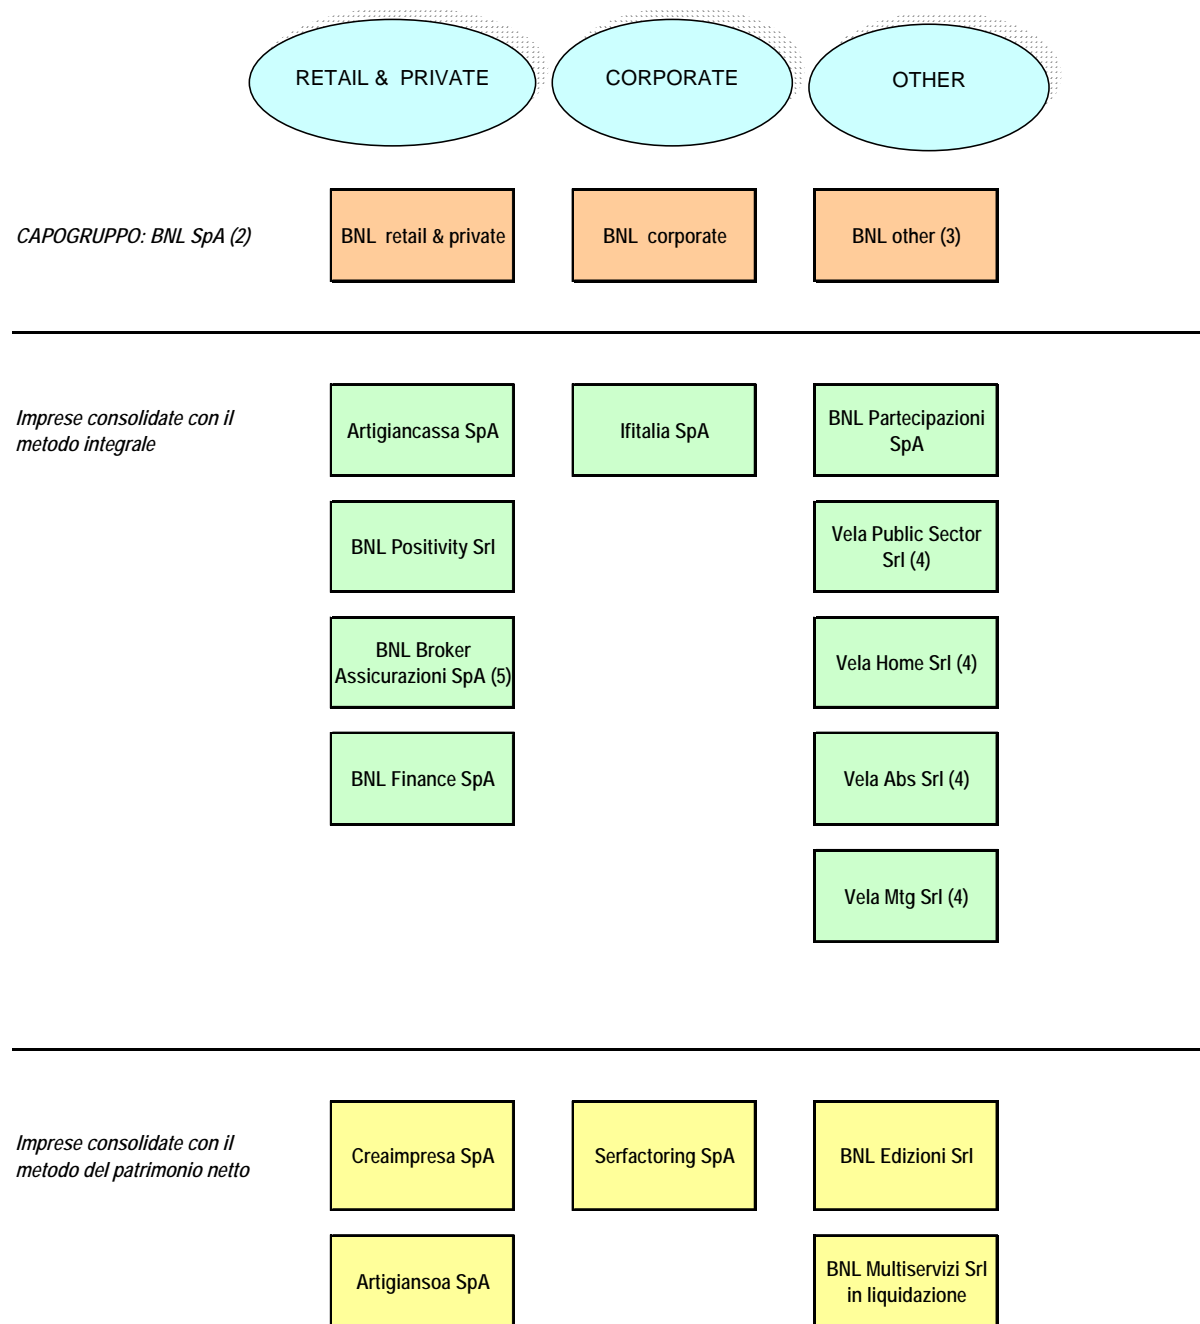 RETAIL & PRIVATE
CORPORATE
OTHER
CAPOGRUPPO: BNL SpA (2)
BNL retail & private
BNL corporate
BNL other (3)
Imprese consolidate con il
metodo integrale
Artigiancassa SpA
Ifitalia SpA
BNL Partecipazioni
SpA
BNL Positivity Srl
Vela Public Sector
Srl (4)
BNL Broker
Assicurazioni SpA (5)
Vela Home Srl (4)
BNL Finance SpA
Vela Abs Srl (4)
Vela Mtg Srl (4)
Imprese consolidate con il
metodo del patrimonio netto
Creaimpresa SpA
Serfactoring SpA
BNL Edizioni Srl
Artigiansoa SpA
BNL Multiservizi Srl
in liquidazione